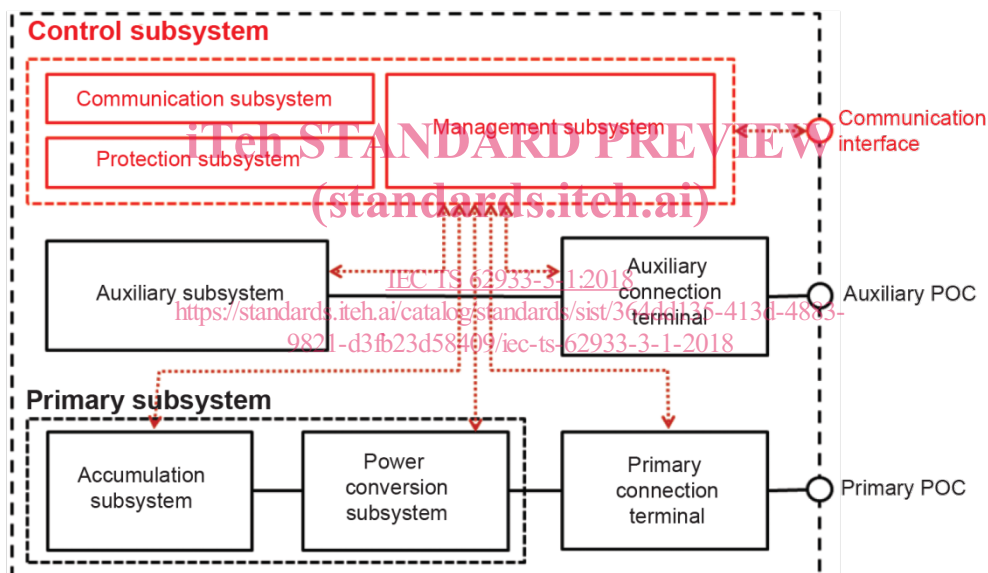 Control subsystem
Communication subsystem
Protection subsystem
Management subsystem
Communication
interface
iTeh STANDARD PREVIEW
(standards.iteh.ai)
Auxiliary subsystem
Auxiliary
connection
terminal
Auxiliary POC
IEC TS 62933-3-1:2018
https://standards.iteh.ai/catalog/standards/sist/364dd135-413d-4883-
9821-d3fb23d58409/iec-ts-62933-3-1-2018
Primary subsystem
Accumulation
subsystem
Power
conversion
subsystem
Primary
connection
terminal
Primary POC